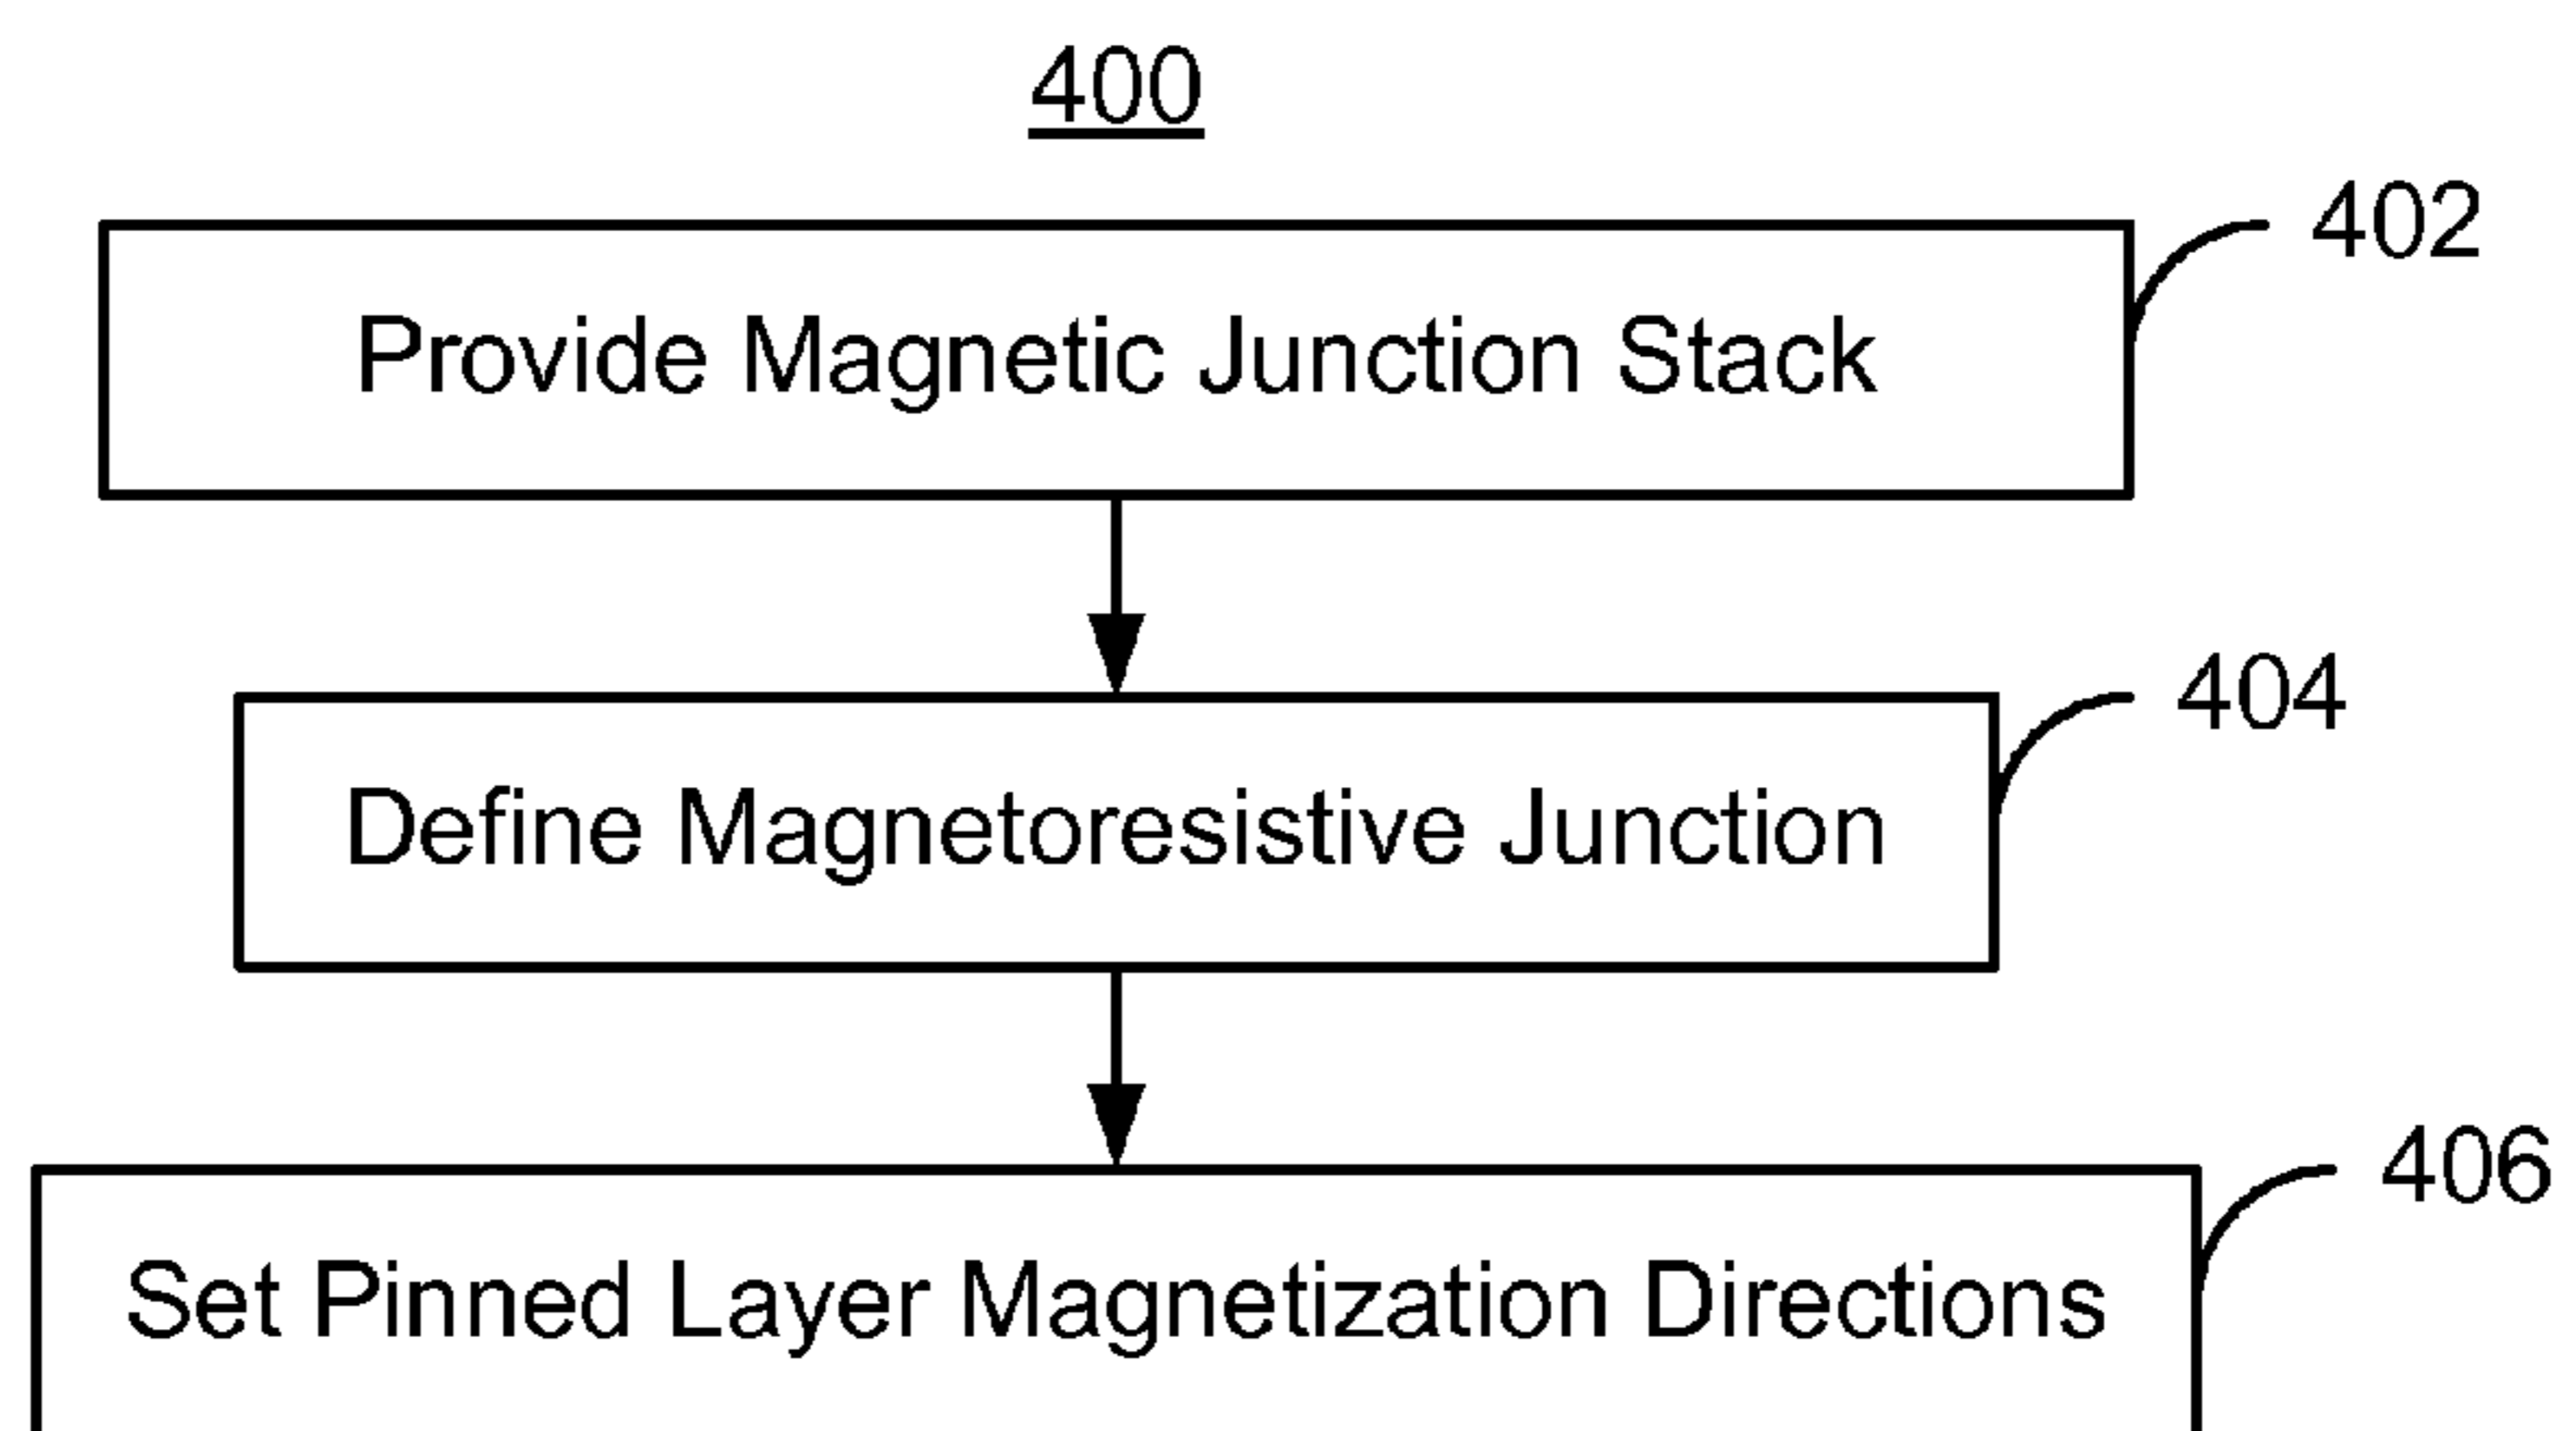 400
402
Provide Magnetic Junction Stack
404
Define Magnetoresistive Junction
406
Set Pinned Layer Magnetization Directions